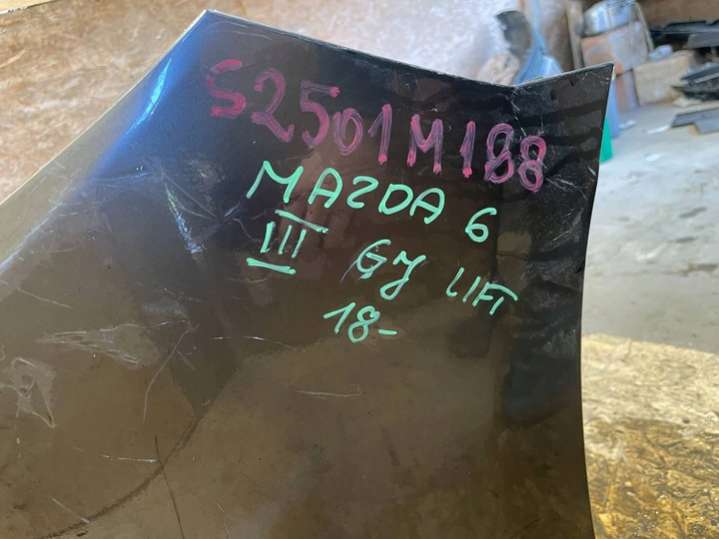 S2501M188
MAZDA 6
III GJ LIFT
18-